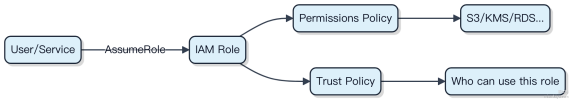 User/Service
AssumeRole
IAM Role
Permissions Policy
S3/KMS/RDS...
Trust Policy
Who can use this role